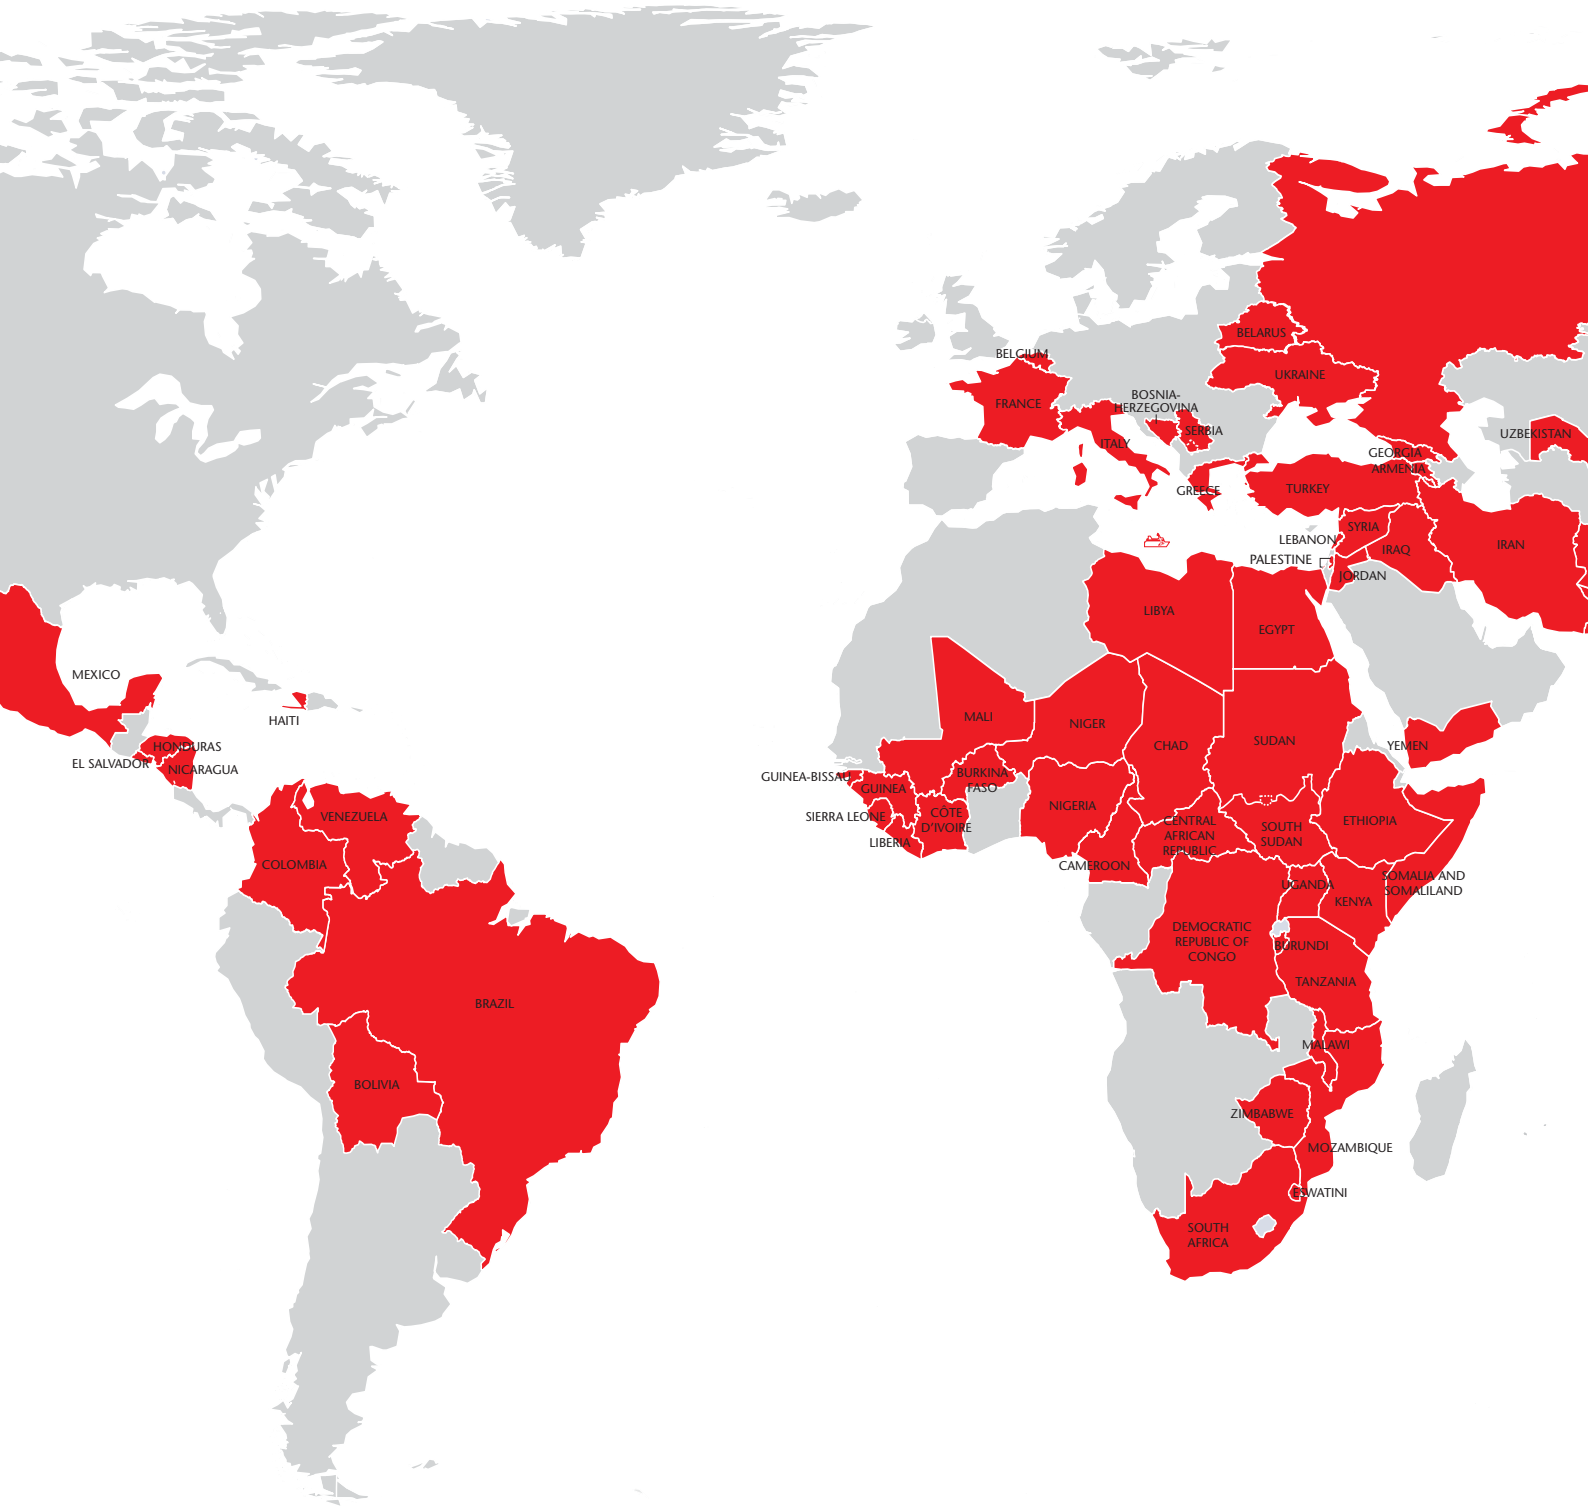 BELARUS
BELGIUM
UKRAINE
BOSNIA-
HERZEGOVINA
FRANCE
SERBIA
UZBEKISTAN
ITALY
GEORGIA
ARMENIA
GREECE
TURKEY
SYRIA
LEBANON
IRAQ
IRAN
PALESTINE
JORDAN
LIBYA
EGYPT
MEXICO
HAITI
MALI
NIGER
CHAD
SUDAN
YEMEN
HONDURAS
EL SALVADOR
NICARAGUA
GUINEA-BISSAU
GUINEA
BURKINA
FASO
NIGERIA
SIERRA LEONE
CÔTE
D'IVOIRE
LIBERIA
CENTRAL
AFRICAN
REPUBLIC
SOUTH
SUDAN
ETHIOPIA
VENEZUELA
COLOMBIA
CAMEROON
UGANDA
KENYA
SOMALIA AND
SOMALILAND
DEMOCRATIC
REPUBLIC OF
CONGO
BURUNDI
TANZANIA
BRAZIL
MALAWI
BOLIVIA
ZIMBABWE
MOZAMBIQUE
ESWATINI
SOUTH
AFRICA